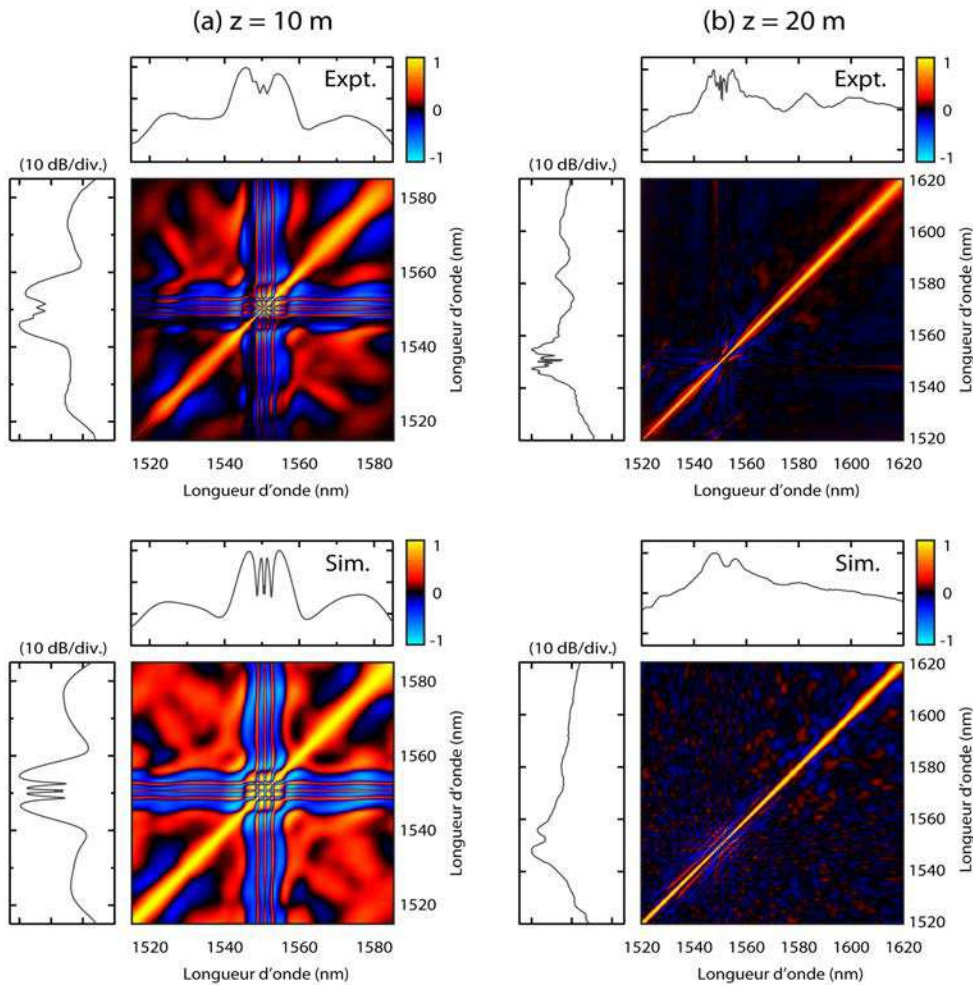 (a) z = 10 m
(b) z = 20 m
Expt.
1
0
-1
Expt.
1
0
-1
(10 dB/div.)
(10 dB/div.)
1580
1560
1540
1520
Longueur d'onde (nm)
1620
1600
1580
1560
1540
1520
Longueur d'onde (nm)
1520 1540 1560 1580
Longueur d'onde (nm)
1520 1540 1560 1580 1600 1620
Longueur d'onde (nm)
Sim.
1
0
-1
Sim.
1
0
-1
(10 dB/div.)
(10 dB/div.)
1580
1560
1540
1520
Longueur d'onde (nm)
1620
1600
1580
1560
1540
1520
Longueur d'onde (nm)
1520 1540 1560 1580
Longueur d'onde (nm)
1520 1540 1560 1580 1600 1620
Longueur d'onde (nm)